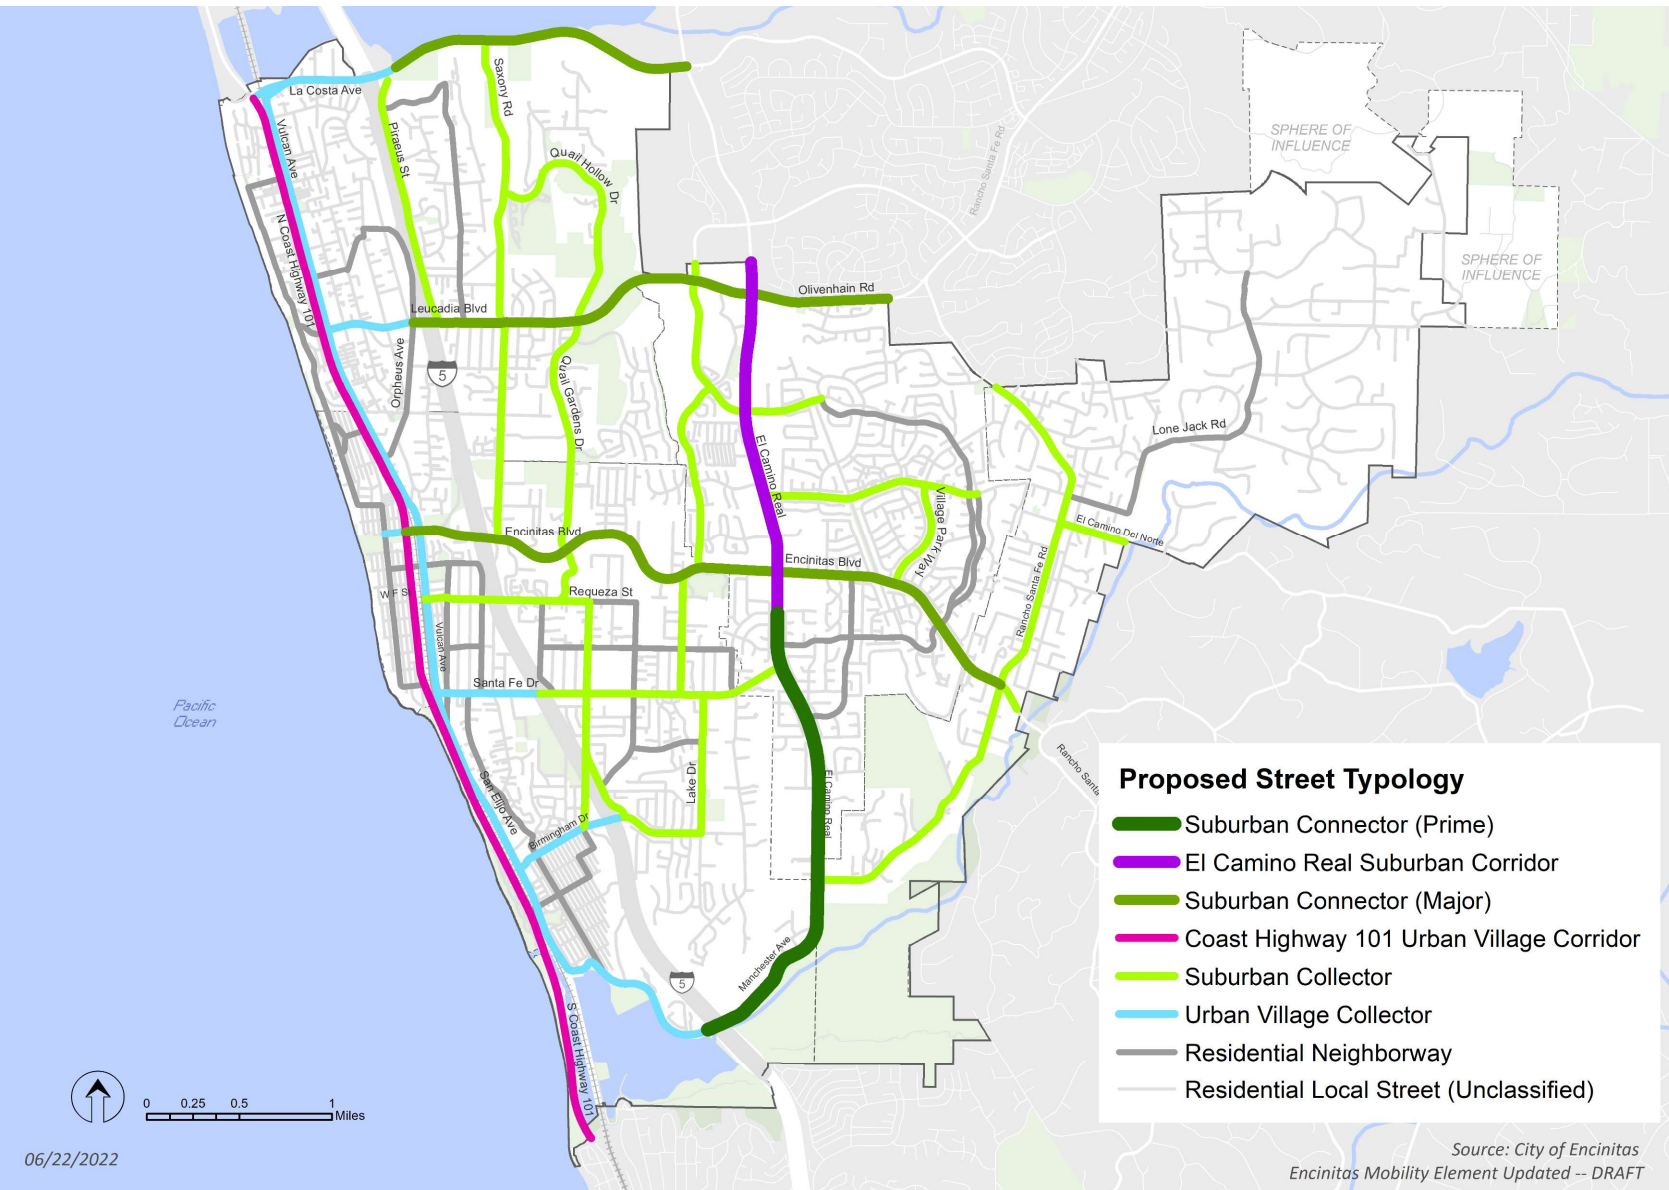 La Costa Ave
Vulcan Ave
Piraeus St
Saxony Rd
Quail Hollow Dr
Rancho Santa Fe Rd
SPHERE OF
INFLUENCE
SPHERE OF
INFLUENCE
N Coast Highway 101
Leucadia Blvd
Olivenhain Rd
Orpheus Ave
5
Quail Gardens Dr
El Camino Real
Lone Jack Rd
Village Park Way
El Camino Del Norte
Encinitas Blvd
Encinitas Blvd
Rancho Santa Fe Rd
W F St
Requeza St
Vulcan Ave
Santa Fe Dr
Pacific
Ocean
San Elijo Ave
Birmingham Dr
Lake Dr
El Camino Real
Rancho Santa
Manchester Ave
5
S Coast Highway 101
Proposed Street Typology
Suburban Connector (Prime)
El Camino Real Suburban Corridor
Suburban Connector (Major)
Coast Highway 101 Urban Village Corridor
Suburban Collector
Urban Village Collector
Residential Neighborway
Residential Local Street (Unclassified)
0 0.25 0.5 1
Miles
06/22/2022
Source: City of Encinitas
Encinitas Mobility Element Updated -- DRAFT